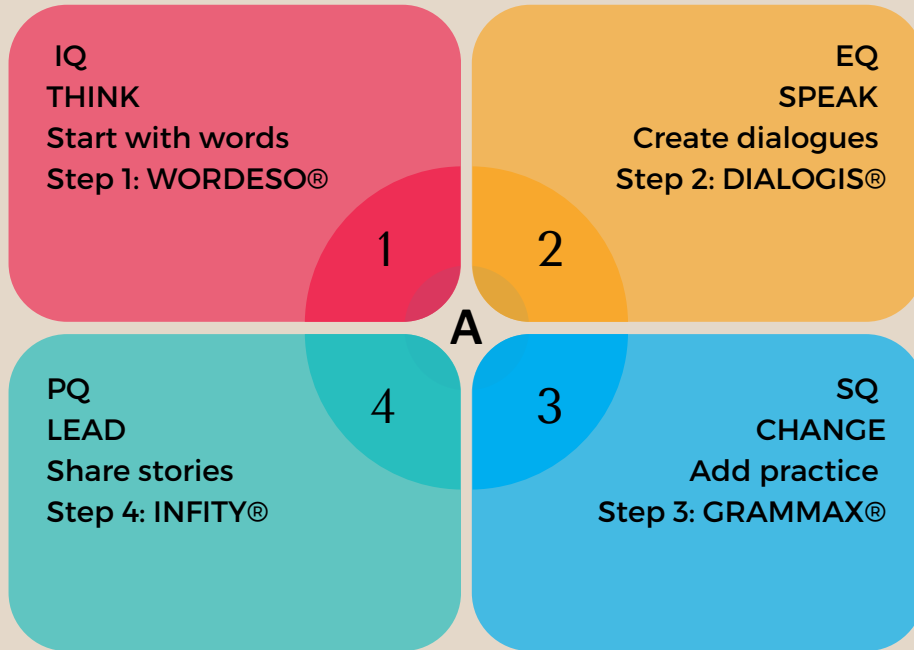 IQ
THINK
Start with words
Step 1: WORDESO®
1
EQ
SPEAK
Create dialogues
Step 2: DIALOGIS®
2
A
PQ
LEAD
Share stories
Step 4: INFITY®
4
SQ
CHANGE
Add practice
Step 3: GRAMMAX®
3